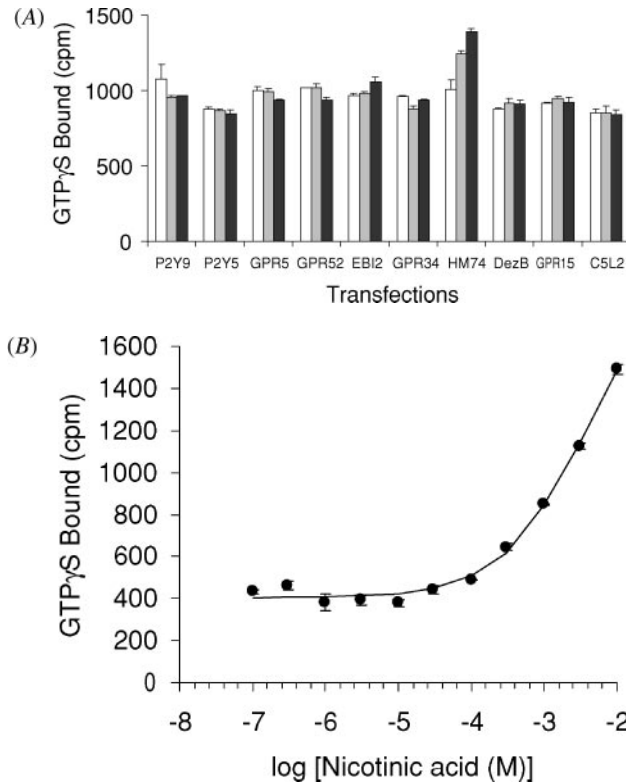 (A)
GTPγS Bound (cpm)
1500
1000
500
0
P2Y9 P2Y5 GPR5 GPR52 EBI2 GPR34 HM74 DezB GPR15 C5L2
Transfections
(B)
GTPγS Bound (cpm)
1600
1400
1200
1000
800
600
400
200
0
-8 -7 -6 -5 -4 -3 -2
log [Nicotinic acid (M)]